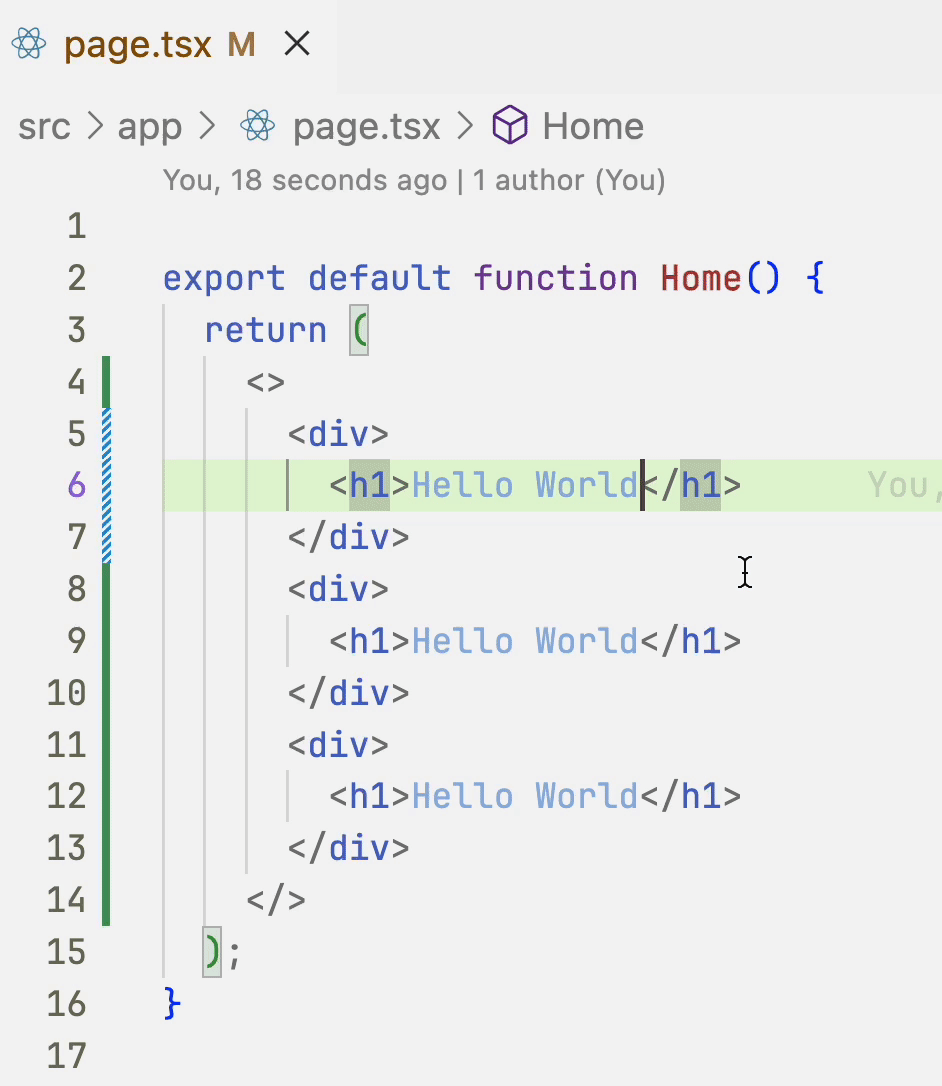 page.tsx M
src > app > page.tsx > Home
You, 18 seconds ago | 1 author (You)
1
2 export default function Home() {
3 return (
4 <>
5 <div>
6 <h1>Hello World</h1> You,
7 </div>
8 <div>
9 <h1>Hello World</h1>
10 </div>
11 <div>
12 <h1>Hello World</h1>
13 </div>
14 </>
15 );
16 }
17